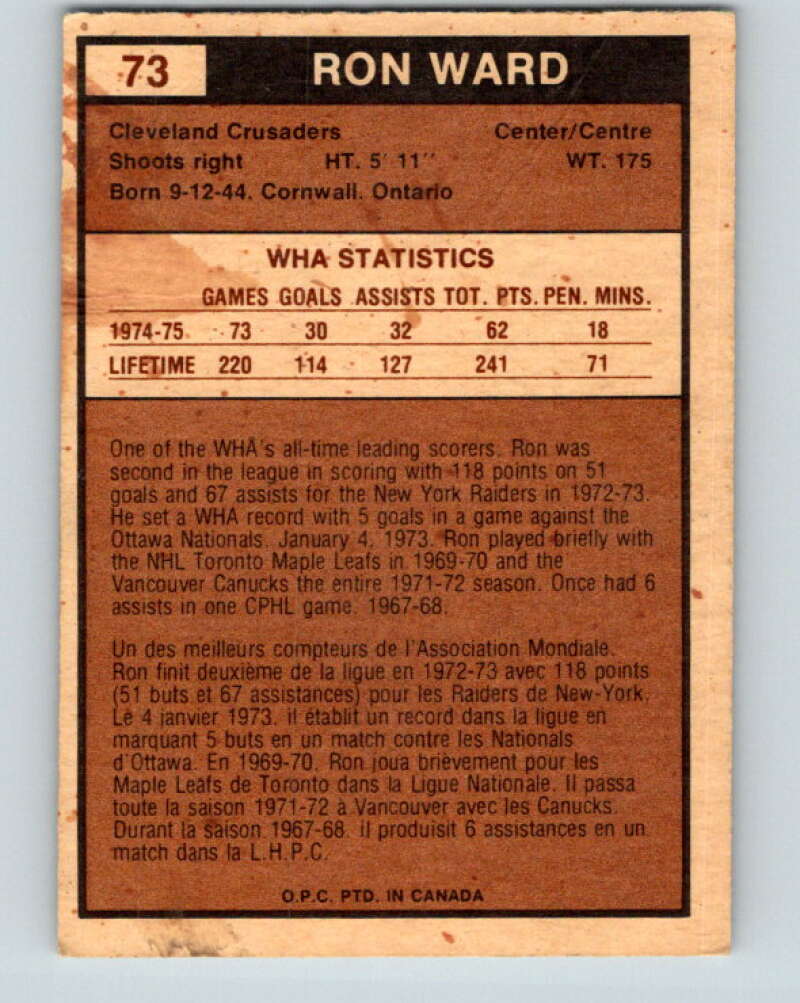 73 RON WARD
Cleveland Crusaders Center/Centre
Shoots right HT. 5' 11" WT. 175
Born 9-12-44. Cornwall. Ontario
WHA STATISTICS
GAMES GOALS ASSISTS TOT. PTS. PEN. MINS.
1974-75 73 30 32 62 18
LIFETIME 220 114 127 241 71
One of the WHA's all-time leading scorers. Ron was
second in the league in scoring with 118 points on 51
goals and 67 assists for the New York Raiders in 1972-73.
He set a WHA record with 5 goals in a game against the
Ottawa Nationals. January 4, 1973. Ron played briefly with
the NHL Toronto Maple Leafs in 1969-70 and the
Vancouver Canucks the entire 1971-72 season. Once had 6
assists in one CPHL game. 1967-68.
Un des meilleurs compteurs de l'Association Mondiale.
Ron finit deuxième de la ligue en 1972-73 avec 118 points
(51 buts et 67 assistances) pour les Raiders de New-York.
Le 4 janvier 1973. il établit un record dans la ligue en
marquant 5 buts en un match contre les Nationals
d'Ottawa. En 1969-70. Ron joua brièvement pour les
Maple Leafs de Toronto dans la Ligue Nationale. Il passa
toute la saison 1971-72 à Vancouver avec les Canucks.
Durant la saison 1967-68. il produisit 6 assistances en un
match dans la L.H.P.C.
O.P.C. PTD. IN CANADA